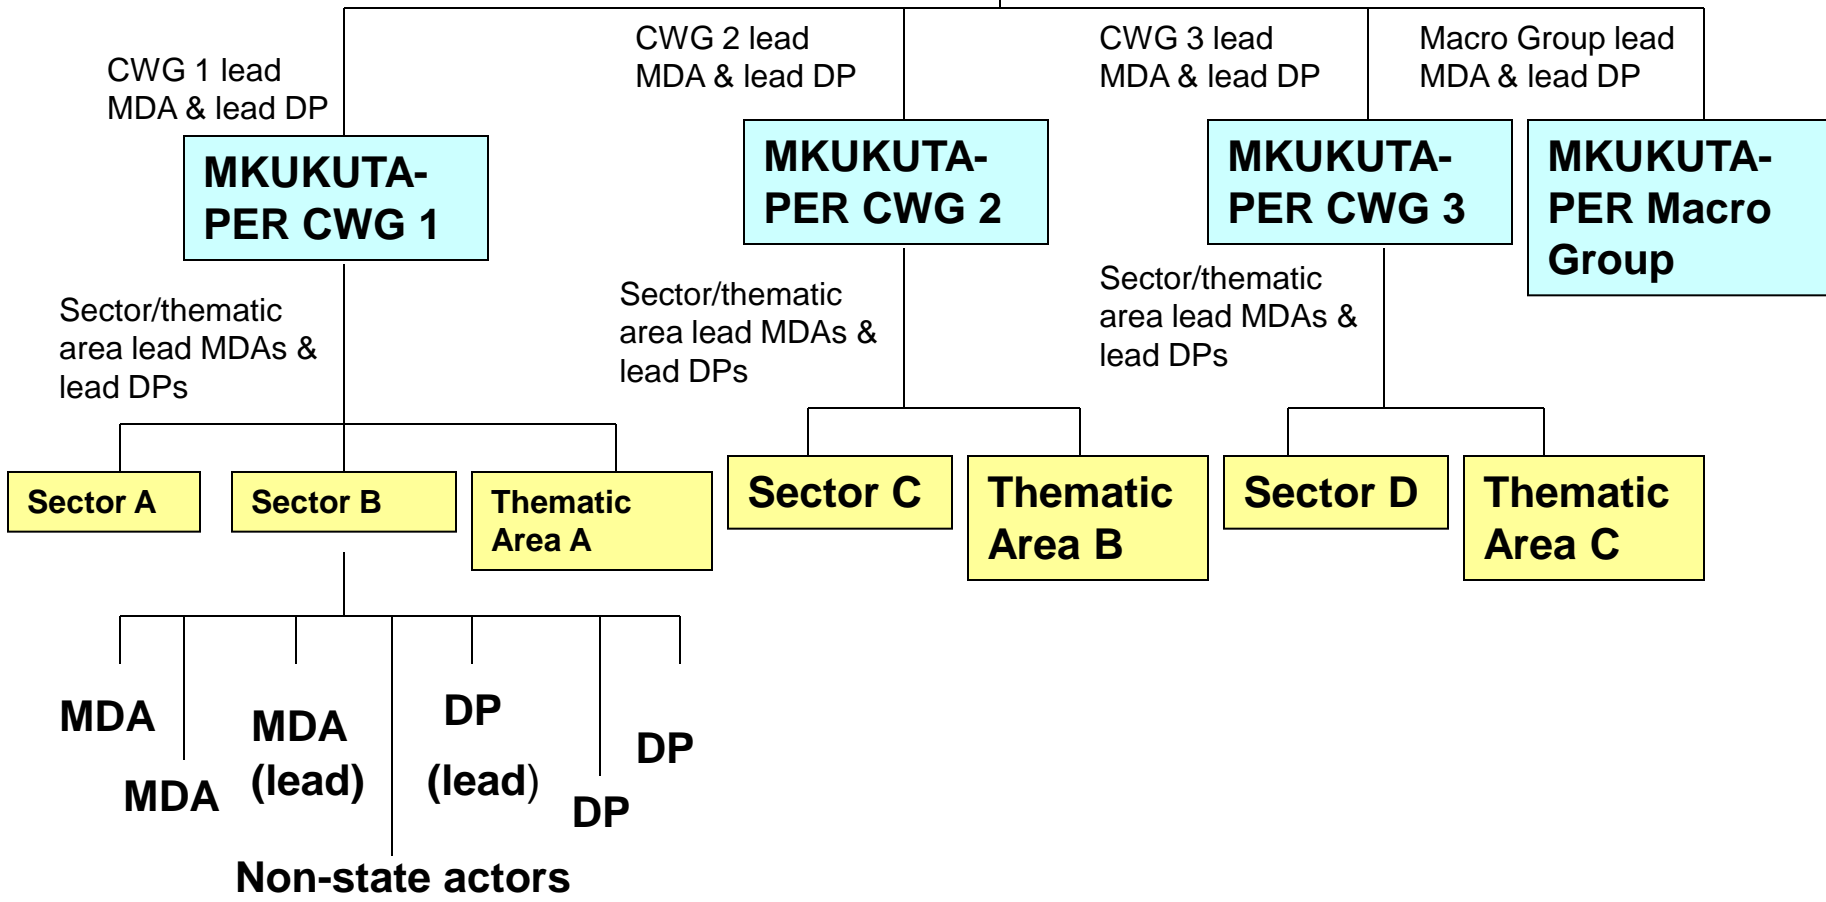 CWG 1 lead
MDA & lead DP
CWG 2 lead
MDA & lead DP
CWG 3 lead
MDA & lead DP
Macro Group lead
MDA & lead DP
MKUKUTA-
PER CWG 1
MKUKUTA-
PER CWG 2
MKUKUTA-
PER CWG 3
MKUKUTA-
PER Macro
Group
Sector/thematic
area lead MDAs &
lead DPs
Sector/thematic
area lead MDAs &
lead DPs
Sector/thematic
area lead MDAs &
lead DPs
Sector A
Sector B
Thematic
Area A
Sector C
Thematic
Area B
Sector D
Thematic
Area C
MDA
MDA
MDA
(lead)
DP
(lead)
DP
DP
Non-state actors